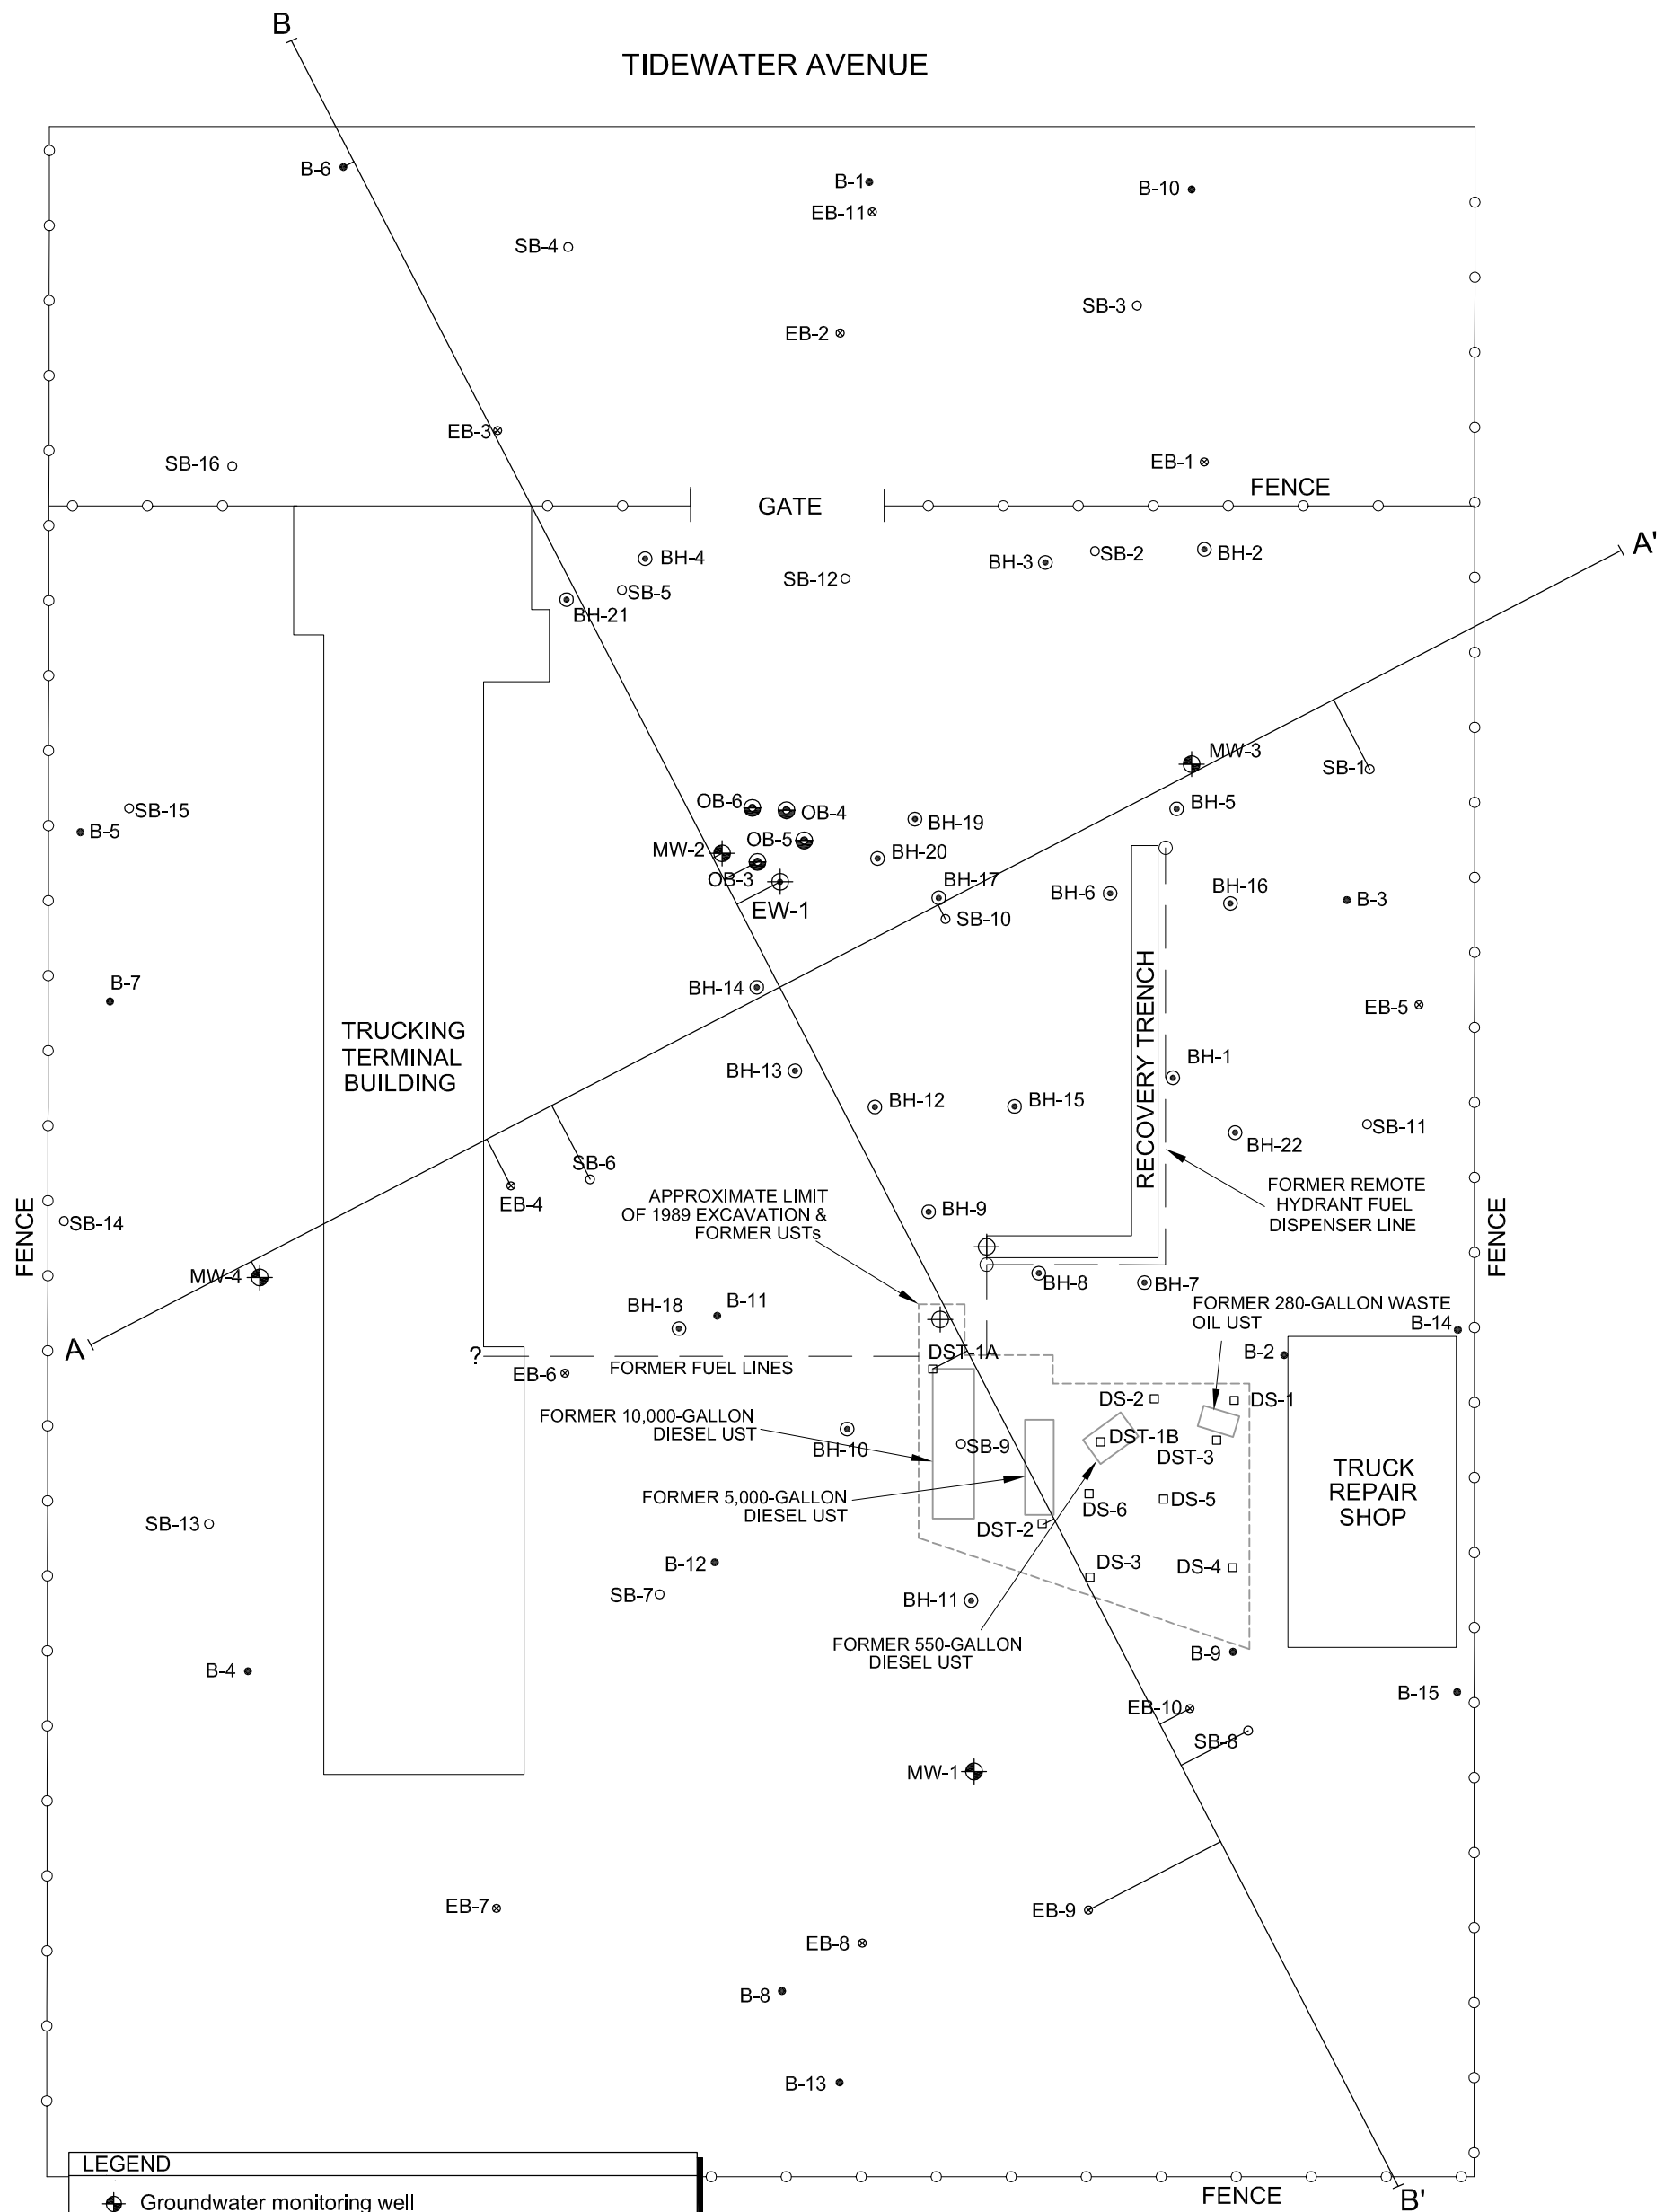 B
TIDEWATER AVENUE
B-6
B-1
B-10
EB-11
SB-4
SB-3
EB-2
EB-3
SB-16
EB-1
FENCE
GATE
A'
BH-4
SB-12
BH-3
SB-2
BH-2
SB-5
BH-21
MW-3
SB-1
SB-15
B-5
OB-6
OB-4
BH-19
BH-5
OB-5
MW-2
BH-20
OB-3
BH-17
BH-6
BH-16
B-3
EW-1
SB-10
BH-14
B-7
EB-5
TRUCKING
TERMINAL
BUILDING
RECOVERY TRENCH
BH-13
BH-1
BH-12
BH-15
SB-11
BH-22
SB-6
EB-4
APPROXIMATE LIMIT
OF 1989 EXCAVATION &
FORMER USTs
FORMER REMOTE
HYDRANT FUEL
DISPENSER LINE
BH-9
SB-14
FENCE
FENCE
MW-4
BH-8
BH-7
FORMER 280-GALLON WASTE
OIL UST
BH-18
B-11
B-14
A
?
DST-1A
B-2
EB-6
FORMER FUEL LINES
DS-2
DS-1
FORMER 10,000-GALLON
DIESEL UST
BH-10
SB-9
DST-1B
DST-3
TRUCK
REPAIR
SHOP
FORMER 5,000-GALLON
DIESEL UST
DS-6
DS-5
DST-2
SB-13
B-12
DS-3
DS-4
SB-7
BH-11
FORMER 550-GALLON
DIESEL UST
B-9
B-4
B-15
EB-10
SB-8
MW-1
EB-7
EB-9
EB-8
B-8
B-13
LEGEND
Groundwater monitoring well
FENCE
B'